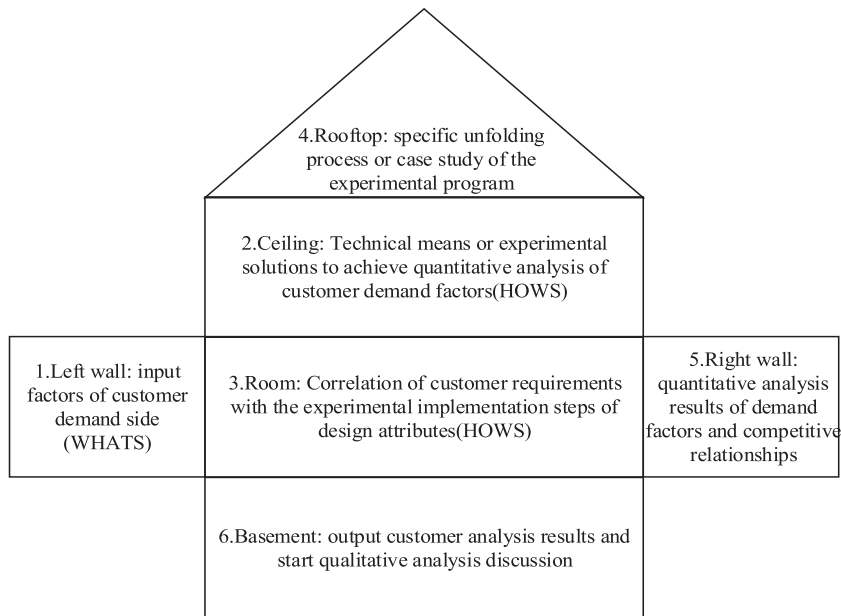 4.Rooftop: specific unfolding
process or case study of the
experimental program
2.Ceiling: Technical means or experimental
solutions to achieve quantitative analysis of
customer demand factors(HOWS)
1.Left wall: input
factors of customer
demand side
(WHATS)
3.Room: Correlation of customer requirements
with the experimental implementation steps of
design attributes(HOWS)
5.Right wall:
quantitative analysis
results of demand
factors and competitive
relationships
6.Basement: output customer analysis results and
start qualitative analysis discussion